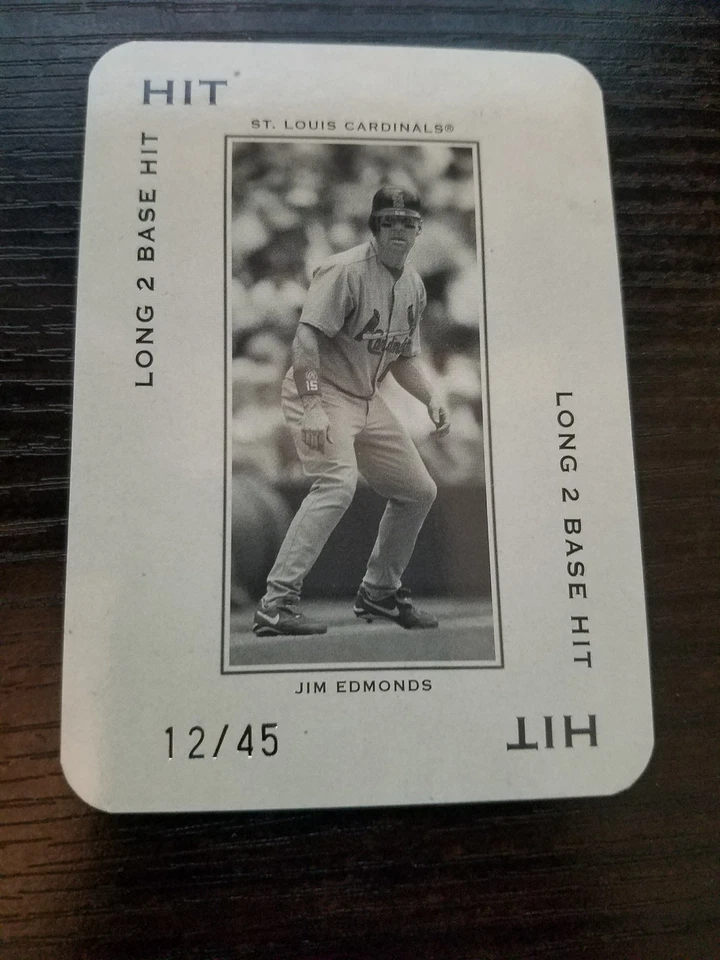 HIT
ST. LOUIS CARDINALS®
LONG 2 BASE HIT
Cardinals
15
LONG 2 BASE HIT
JIM EDMONDS
12/45
HIT